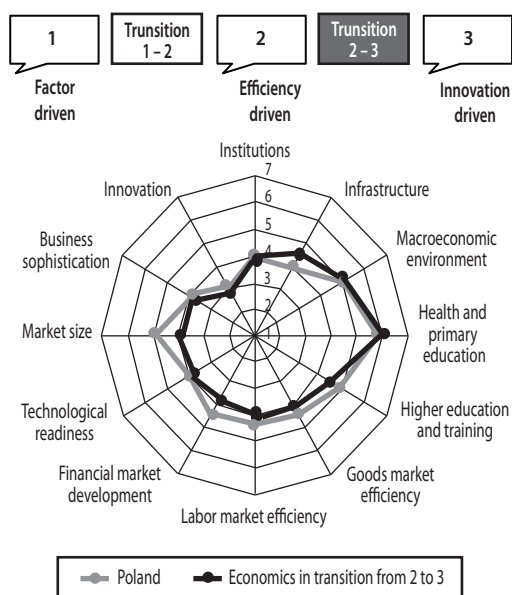 1
Transition
1 – 2
2
Transition
2 – 3
3
Factor
driven
Efficiency
driven
Innovation
driven
Institutions
7
6
5
4
3
2
1
Infrastructure
Macroeconomic
environment
Health and
primary
education
Higher education
and training
Goods market
efficiency
Labor market efficiency
Financial market
development
Technological
readiness
Market size
Business
sophistication
Innovation
Poland
Economics in transition from 2 to 3